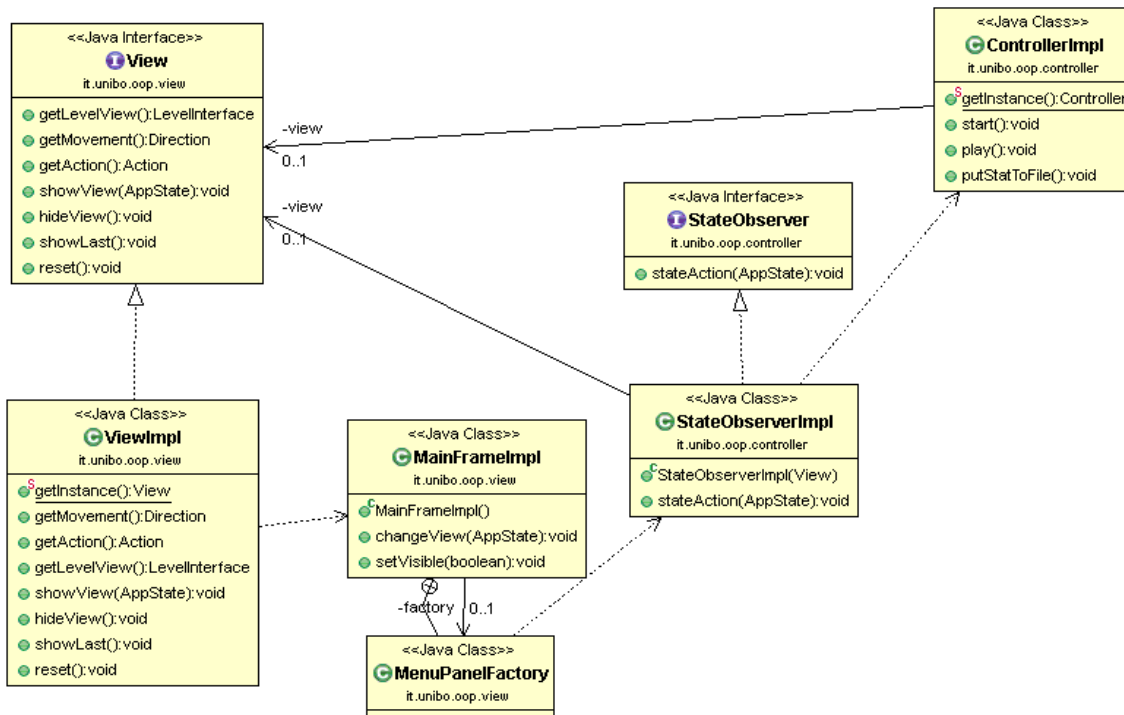 <<Java Interface>>
View
it.unibo.oop.view
getLevelView():LevelInterface
getMovement():Direction
getAction():Action
showView(AppState):void
hideView():void
showLast():void
reset():void
<<Java Class>>
ControllerImpl
it.unibo.oop.controller
getInstance():Controller
start():void
play():void
putStatToFile():void
-view
0..1
-view
0..1
<<Java Interface>>
StateObserver
it.unibo.oop.controller
stateAction(AppState):void
<<Java Class>>
ViewImpl
it.unibo.oop.view
getInstance():View
getMovement():Direction
getAction():Action
getLevelView():LevelInterface
showView(AppState):void
hideView():void
showLast():void
reset():void
<<Java Class>>
MainFrameImpl
it.unibo.oop.view
MainFrameImpl()
changeView(AppState):void
setVisible(boolean):void
<<Java Class>>
StateObserverImpl
it.unibo.oop.controller
StateObserverImpl(View)
stateAction(AppState):void
-factory 0..1
<<Java Class>>
MenuPanelFactory
it.unibo.oop.view